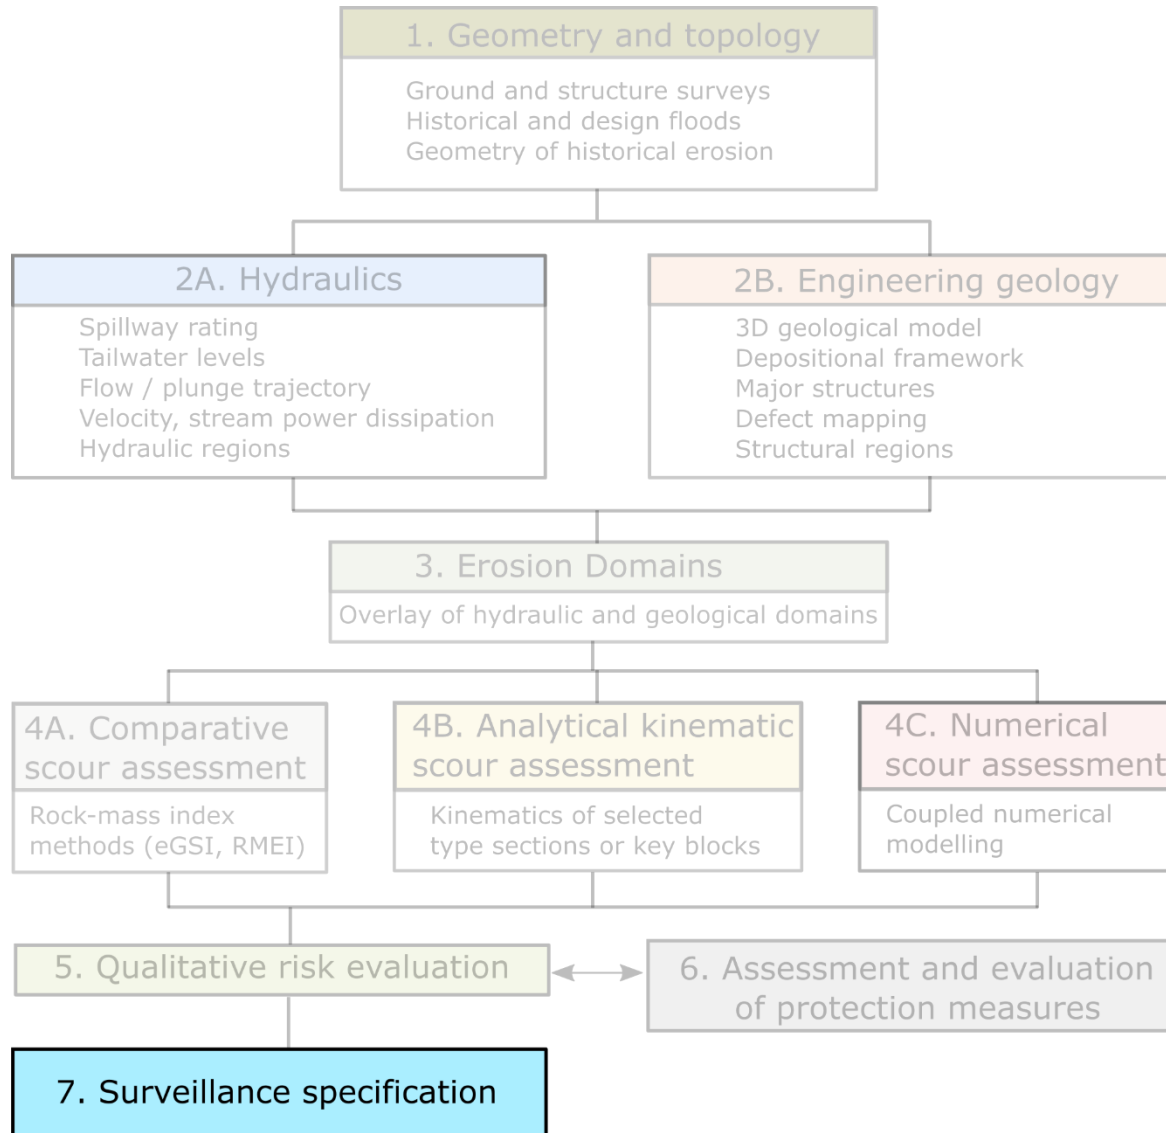 1. Geometry and topology
Ground and structure surveys
Historical and design floods
Geometry of historical erosion
2A. Hydraulics
Spillway rating
Tailwater levels
Flow / plunge trajectory
Velocity, stream power dissipation
Hydraulic regions
2B. Engineering geology
3D geological model
Depositional framework
Major structures
Defect mapping
Structural regions
3. Erosion Domains
Overlay of hydraulic and geological domains
4A. Comparative
scour assessment
Rock-mass index
methods (eGSI, RMEI)
4B. Analytical kinematic
scour assessment
Kinematics of selected
type sections or key blocks
4C. Numerical
scour assessment
Coupled numerical
modelling
5. Qualitative risk evaluation
6. Assessment and evaluation
of protection measures
7. Surveillance specification